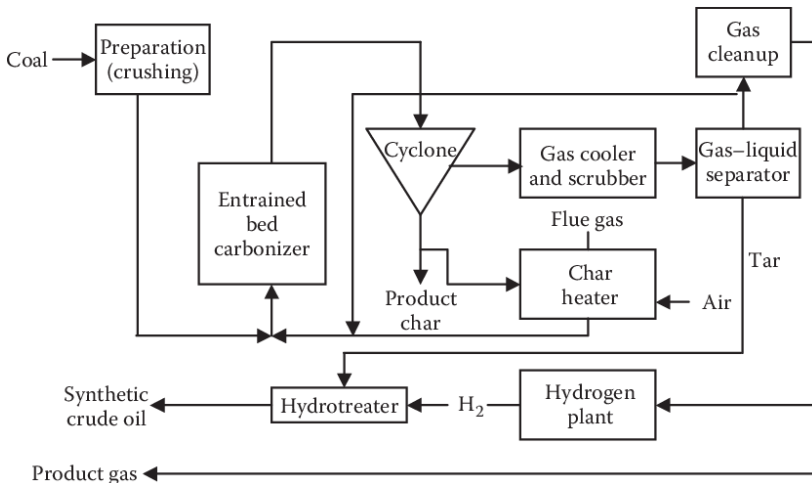 Coal
Preparation
(crushing)
Gas
cleanup
Cyclone
Gas cooler
and scrubber
Gas–liquid
separator
Entrained
bed
carbonizer
Flue gas
Char
heater
Tar
Product
char
Air
Synthetic
crude oil
Hydrotreater
H₂
Hydrogen
plant
Product gas